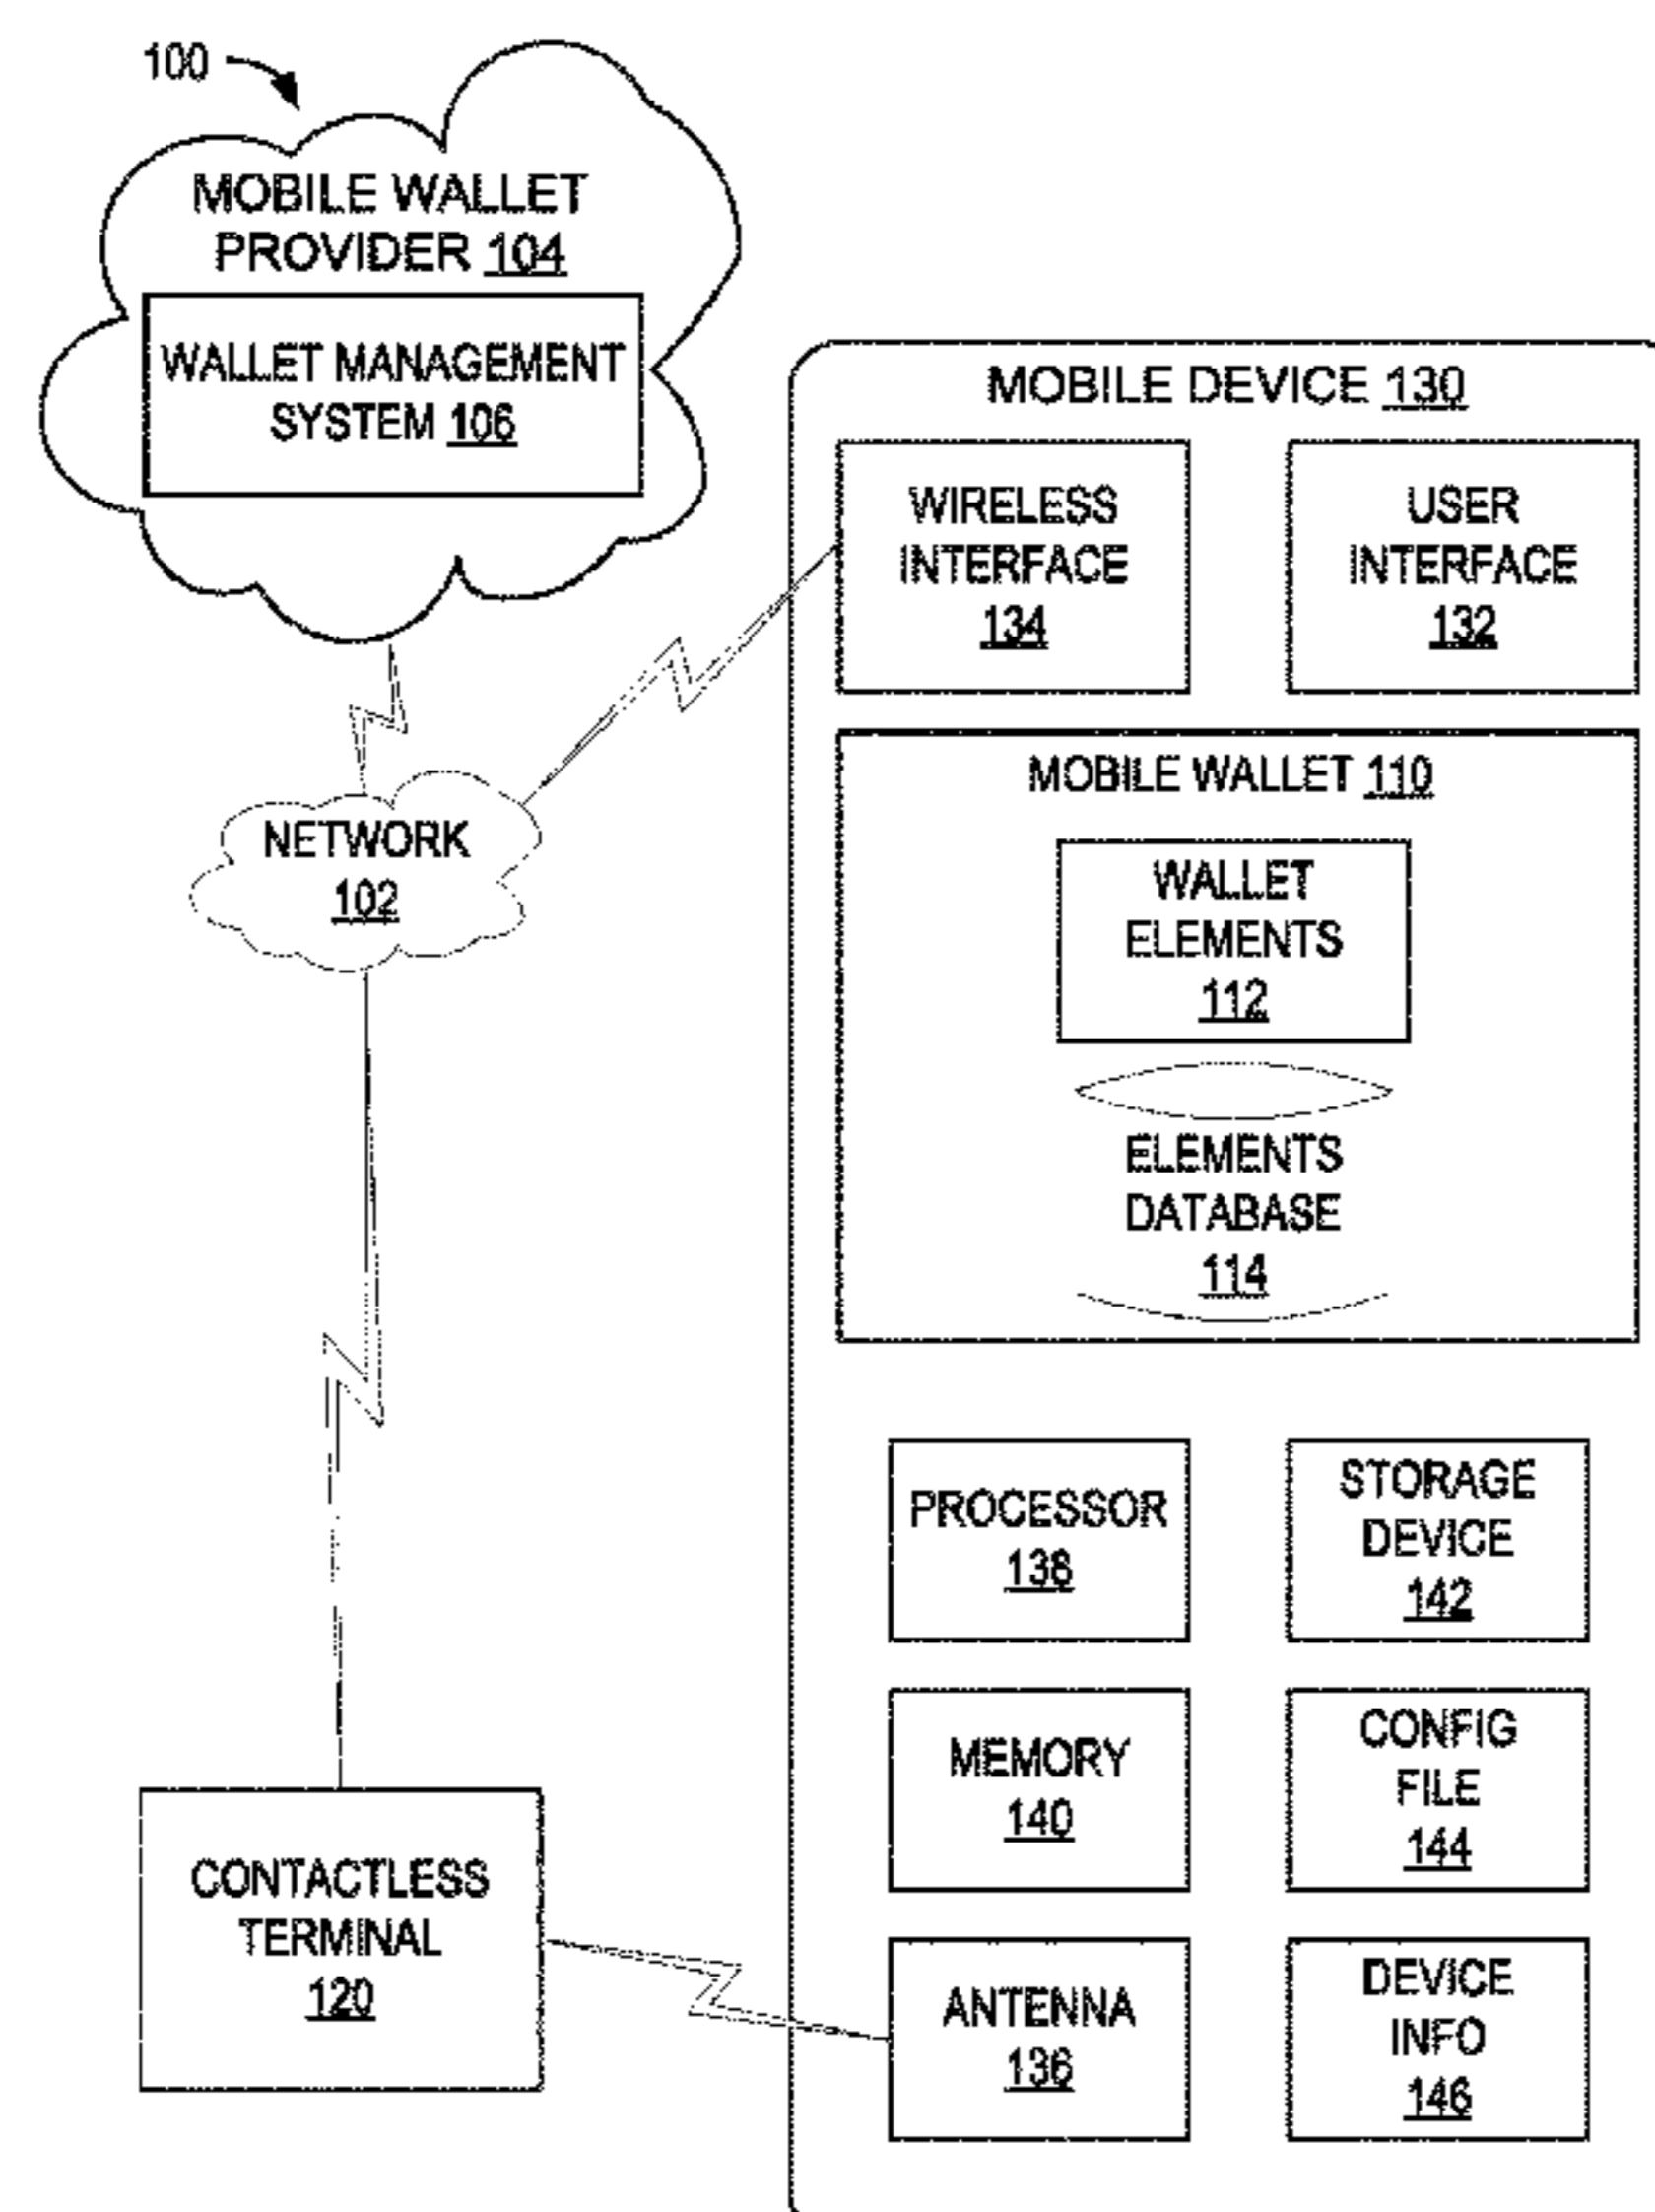 100
MOBILE WALLET
PROVIDER 104
WALLET MANAGEMENT
SYSTEM 106
NETWORK
102
CONTACTLESS
TERMINAL
120
MOBILE DEVICE 130
WIRELESS
INTERFACE
134
USER
INTERFACE
132
MOBILE WALLET 110
WALLET
ELEMENTS
112
ELEMENTS
DATABASE
114
PROCESSOR
138
STORAGE
DEVICE
142
MEMORY
140
CONFIG
FILE
144
ANTENNA
136
DEVICE
INFO
146